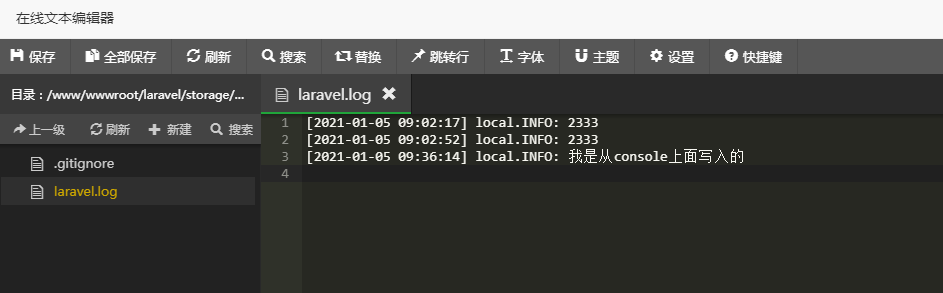 在线文本编辑器
保存 全部保存 刷新 搜索 替换 跳转行 字体 主题 设置 快捷键
目录：/www/wwwroot/laravel/storage/... laravel.log
上一级 刷新 新建 搜索
.gitignore
laravel.log
1 [2021-01-05 09:02:17] local.INFO: 2333
2 [2021-01-05 09:02:52] local.INFO: 2333
3 [2021-01-05 09:36:14] local.INFO: 我是从console上面写入的
4